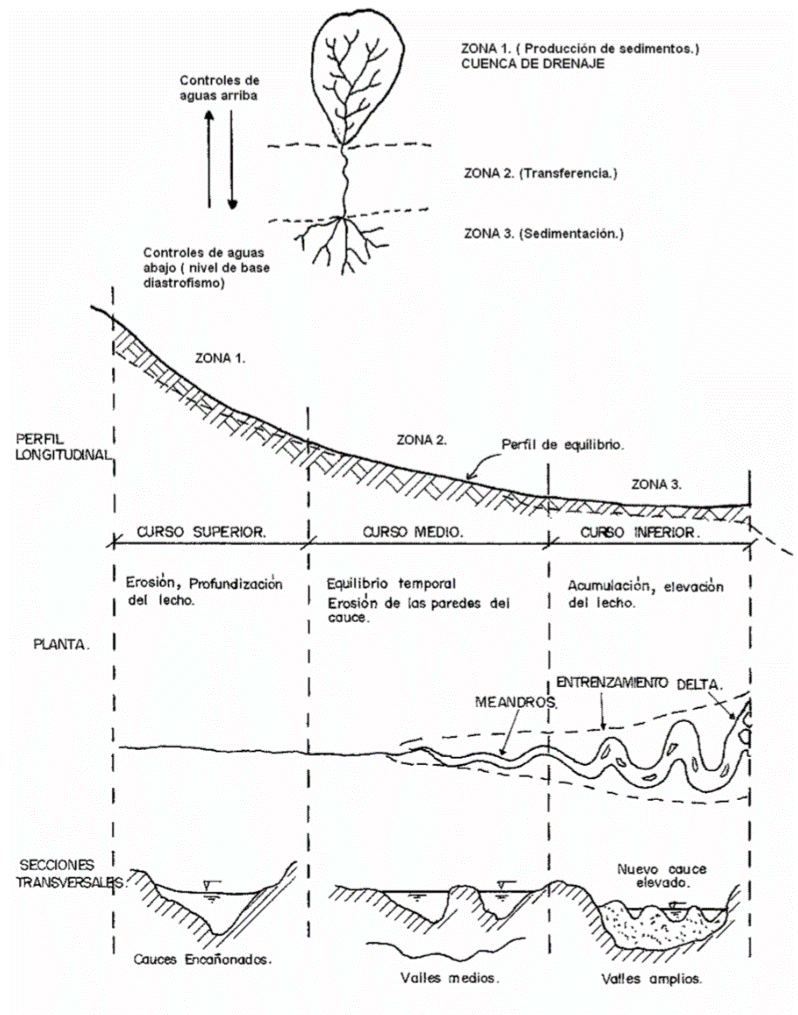 ZONA 1. ( Producción de sedimentos.)
CUENCA DE DRENAJE
Controles de
aguas arriba
ZONA 2. (Transferencia.)
ZONA 3. (Sedimentación.)
Controles de aguas
abajo ( nivel de base
diastrofismo)
ZONA 1.
PERFIL
LONGITUDINAL
ZONA 2.
Perfil de equilibrio.
ZONA 3.
CURSO SUPERIOR.
CURSO MEDIO.
CURSO INFERIOR.
Erosión, Profundización
del lecho.
Equilibrio temporal
Erosión de las paredes del
cauce.
Acumulación, elevación
del lecho.
PLANTA.
MEANDROS.
ENTRENZAMIENTO
DELTA.
SECCIONES
TRANSVERSALES.
Nuevo cauce
elevado.
Cauces Encañonados.
Valles medios.
Valles amplios.